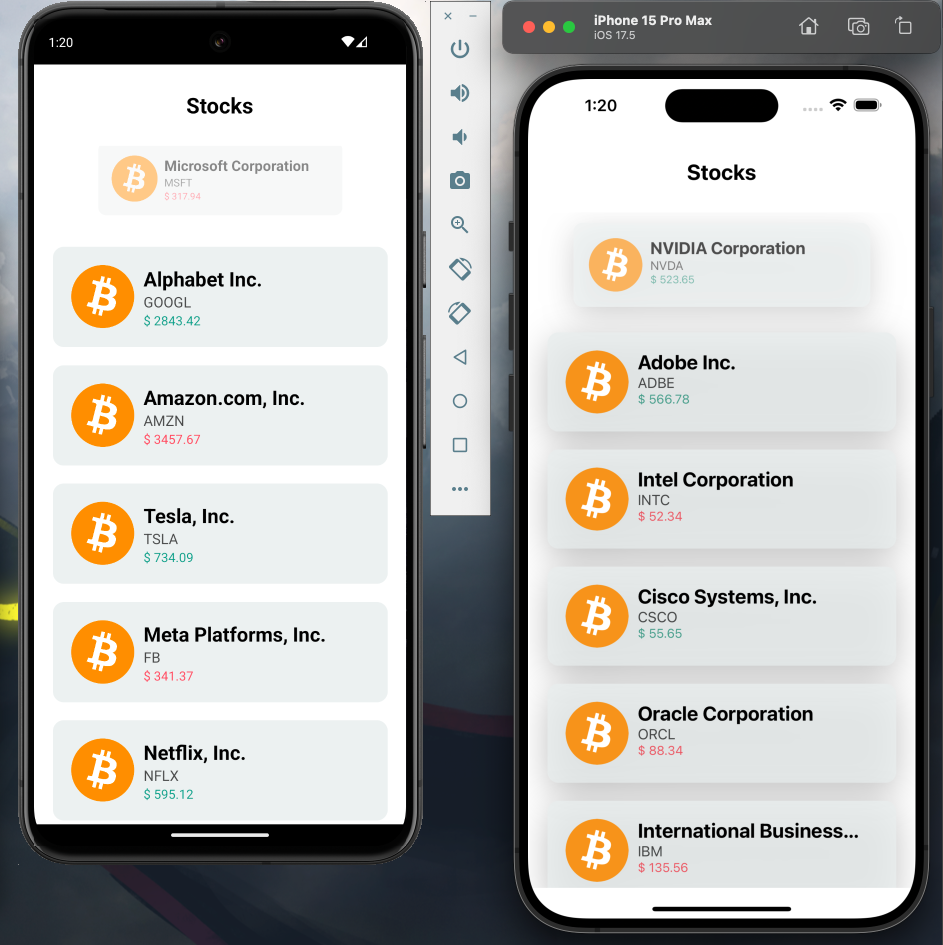 1:20
Stocks
Microsoft Corporation
MSFT
$ 317.94
Alphabet Inc.
GOOGL
$ 2843.42
Amazon.com, Inc.
AMZN
$ 3457.67
Tesla, Inc.
TSLA
$ 734.09
Meta Platforms, Inc.
FB
$ 341.37
Netflix, Inc.
NFLX
$ 595.12
iPhone 15 Pro Max
iOS 17.5
1:20
Stocks
NVIDIA Corporation
NVDA
$ 523.65
Adobe Inc.
ADBE
$ 566.78
Intel Corporation
INTC
$ 52.34
Cisco Systems, Inc.
CSCO
$ 55.65
Oracle Corporation
ORCL
$ 88.34
International Business...
IBM
$ 135.56